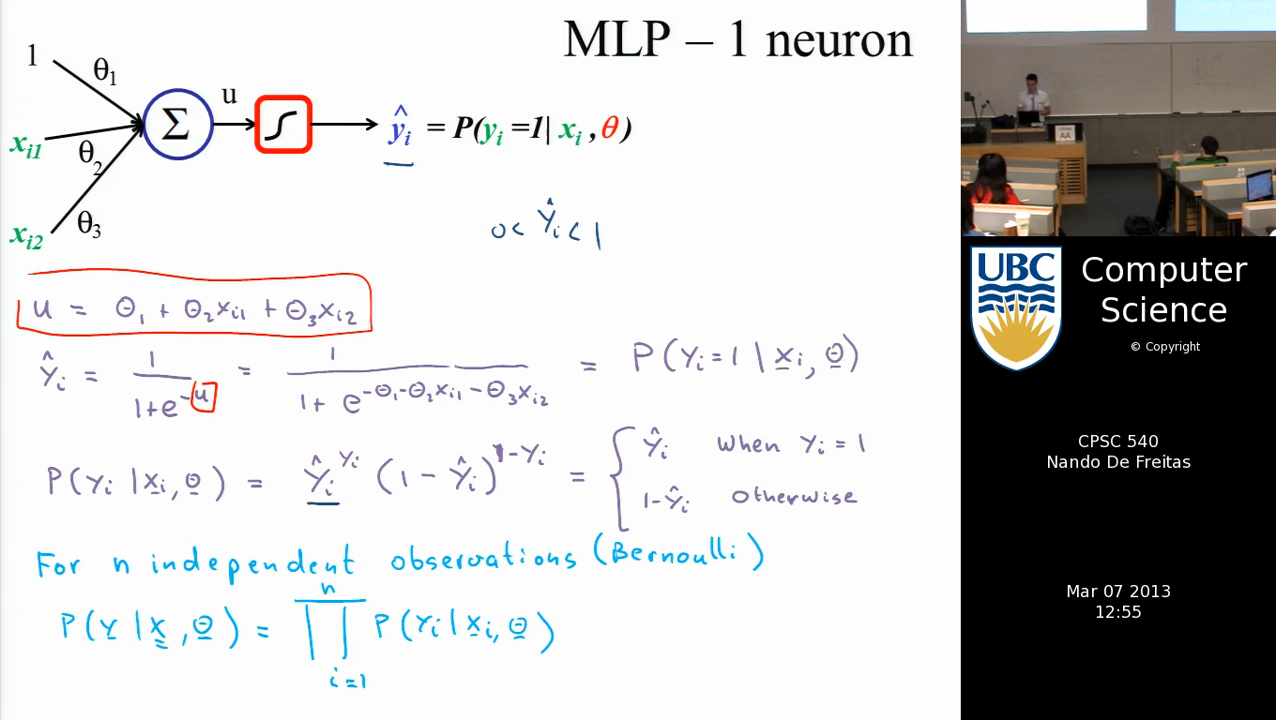 MLP – 1 neuron
1
θ1
u
xi1
θ2
Σ
ŷi = P(yi =1| xi ,θ)
xi2
θ3
0 < ŷi < 1
u = θ1 + θ2xi1 + θ3xi2
ŷi = 1/(1+e^-u) = 1/(1+ e^-θ1-θ2xi1-θ3xi2) = P(yi=1 | xi, θ)
P(yi | xi, θ) = ŷi^yi (1 - ŷi)^1-yi = { ŷi when yi = 1
1-ŷi otherwise
For n independent observations (Bernoulli)
P(y | x, θ) = ∏ i=1 n P(yi | xi, θ)
UBC
Computer
Science
© Copyright
CPSC 540
Nando De Freitas
Mar 07 2013
12:55